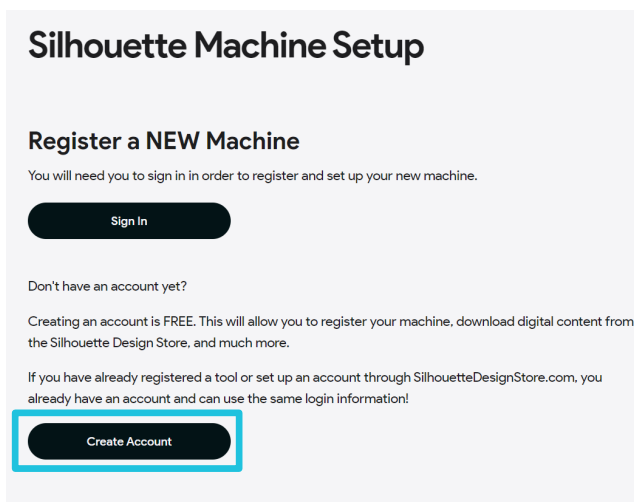 Silhouette Machine Setup
Register a NEW Machine
You will need you to sign in in order to register and set up your new machine.
Sign In
Don't have an account yet?
Creating an account is FREE. This will allow you to register your machine, download digital content from
the Silhouette Design Store, and much more.
If you have already registered a tool or set up an account through SilhouetteDesignStore.com, you
already have an account and can use the same login information!
Create Account